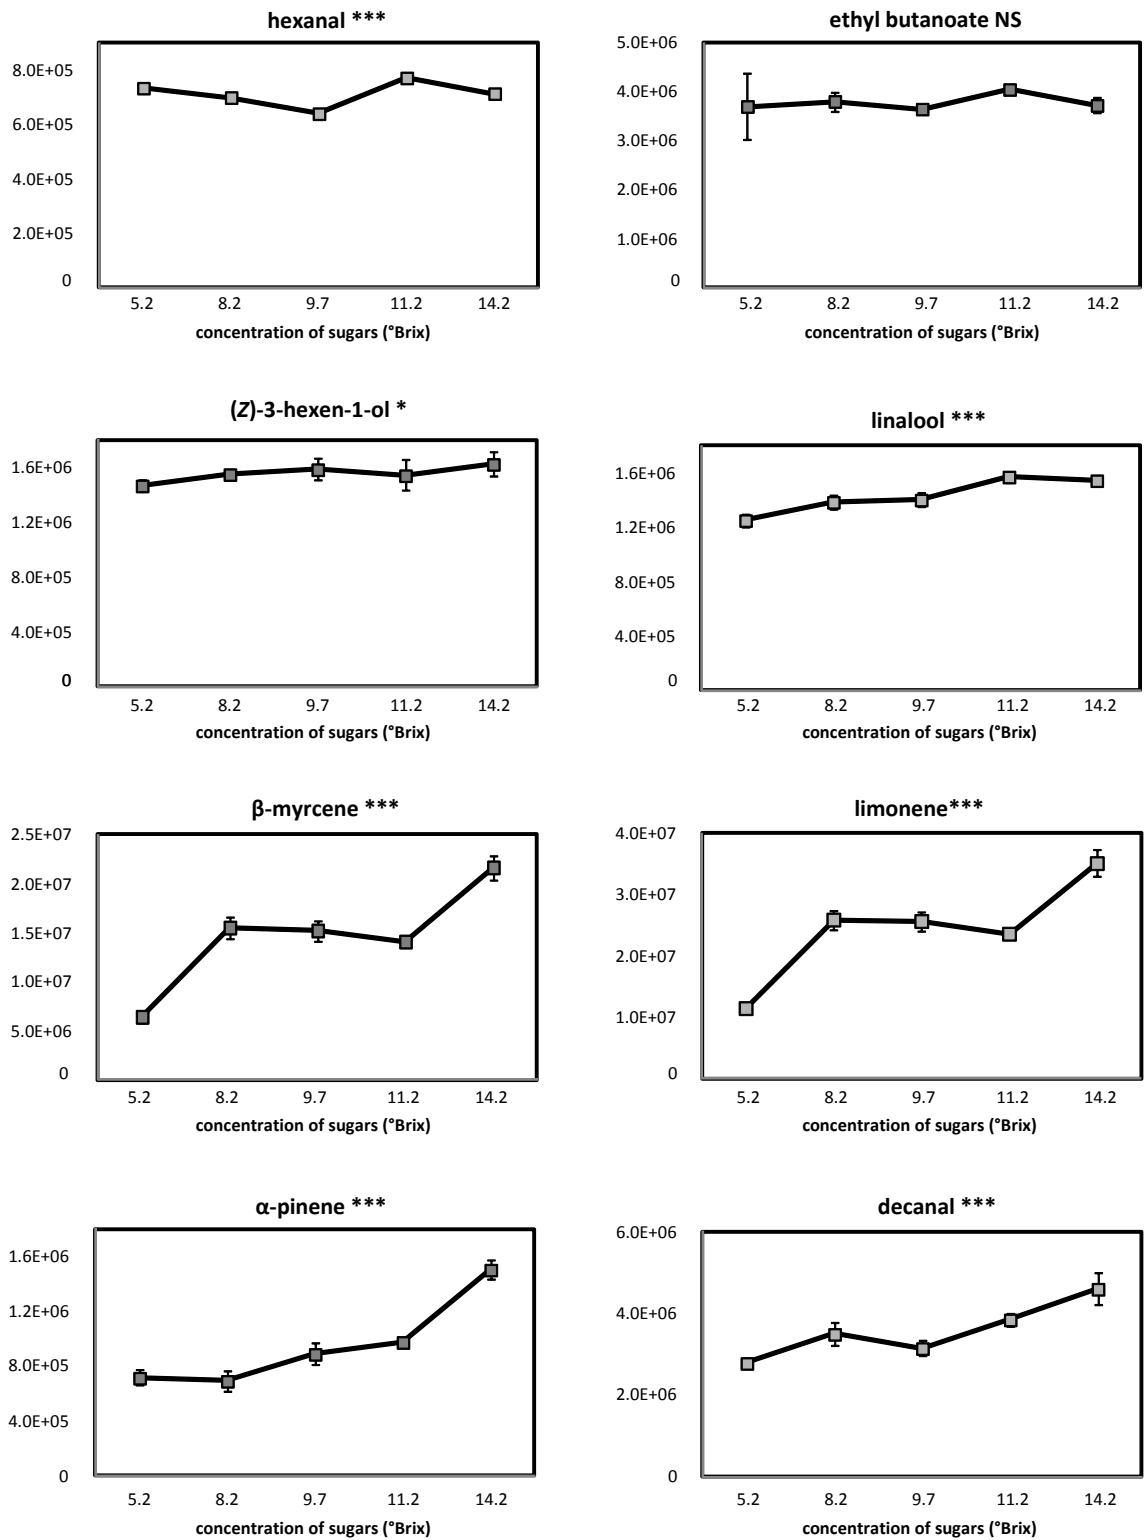 hexanal ***
8.0E+05
6.0E+05
4.0E+05
2.0E+05
0
5.2 8.2 9.7 11.2 14.2
concentration of sugars (°Brix)
ethyl butanoate NS
5.0E+06
4.0E+06
3.0E+06
2.0E+06
1.0E+06
0
5.2 8.2 9.7 11.2 14.2
concentration of sugars (°Brix)
(Z)-3-hexen-1-ol *
1.6E+06
1.2E+06
8.0E+05
4.0E+05
0
5.2 8.2 9.7 11.2 14.2
concentration of sugars (°Brix)
linalool ***
1.6E+06
1.2E+06
8.0E+05
4.0E+05
0
5.2 8.2 9.7 11.2 14.2
concentration of sugars (°Brix)
β-myrcene ***
2.5E+07
2.0E+07
1.5E+07
1.0E+07
5.0E+06
0
5.2 8.2 9.7 11.2 14.2
concentration of sugars (°Brix)
limonene***
4.0E+07
3.0E+07
2.0E+07
1.0E+07
0
5.2 8.2 9.7 11.2 14.2
concentration of sugars (°Brix)
α-pinene ***
1.6E+06
1.2E+06
8.0E+05
4.0E+05
0
5.2 8.2 9.7 11.2 14.2
concentration of sugars (°Brix)
decanal ***
6.0E+06
4.0E+06
2.0E+06
0
5.2 8.2 9.7 11.2 14.2
concentration of sugars (°Brix)